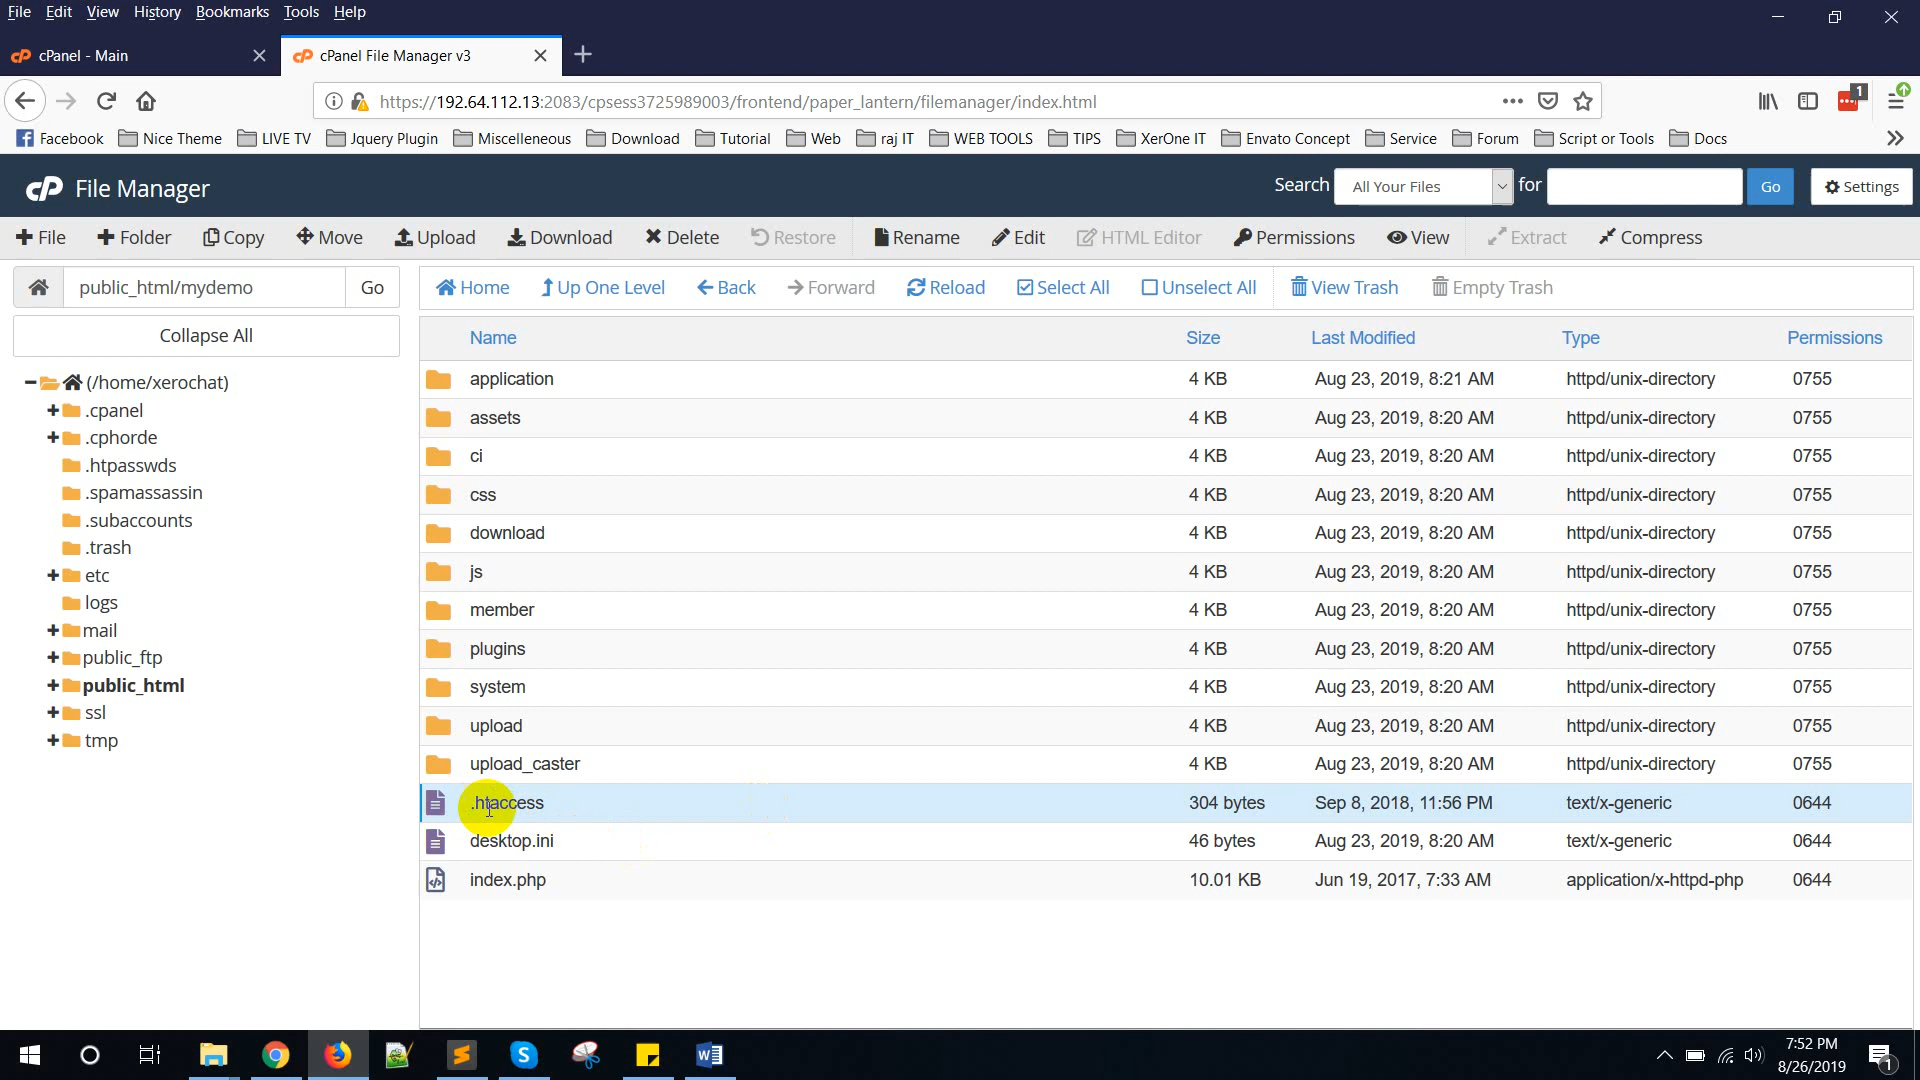 File Edit View History Bookmarks Tools Help
cPanel - Main
cPanel File Manager v3
https://192.64.112.13:2083/cpsess3725989003/frontend/paper_lantern/filemanager/index.html
1
Facebook Nice Theme LIVE TV Jquery Plugin Miscelleneous Download Tutorial Web raj IT WEB TOOLS TIPS XerOne IT Envato Concept Service Forum Script or Tools Docs
cP File Manager
Search All Your Files for Go Settings
File Folder Copy Move Upload Download Delete Restore Rename Edit HTML Editor Permissions View Extract Compress
public_html/mydemo Go
Home Up One Level Back Forward Reload Select All Unselect All View Trash Empty Trash
Collapse All
(/home/xerochat)
.cpanel
.cphorde
.htpasswds
.spamassassin
.subaccounts
.trash
etc
logs
mail
public_ftp
public_html
ssl
tmp
Name Size Last Modified Type Permissions
application 4 KB Aug 23, 2019, 8:21 AM httpd/unix-directory 0755
assets 4 KB Aug 23, 2019, 8:20 AM httpd/unix-directory 0755
ci 4 KB Aug 23, 2019, 8:20 AM httpd/unix-directory 0755
css 4 KB Aug 23, 2019, 8:20 AM httpd/unix-directory 0755
download 4 KB Aug 23, 2019, 8:20 AM httpd/unix-directory 0755
js 4 KB Aug 23, 2019, 8:20 AM httpd/unix-directory 0755
member 4 KB Aug 23, 2019, 8:20 AM httpd/unix-directory 0755
plugins 4 KB Aug 23, 2019, 8:20 AM httpd/unix-directory 0755
system 4 KB Aug 23, 2019, 8:20 AM httpd/unix-directory 0755
upload 4 KB Aug 23, 2019, 8:20 AM httpd/unix-directory 0755
upload_caster 4 KB Aug 23, 2019, 8:20 AM httpd/unix-directory 0755
.htaccess 304 bytes Sep 8, 2018, 11:56 PM text/x-generic 0644
desktop.ini 46 bytes Aug 23, 2019, 8:20 AM text/x-generic 0644
index.php 10.01 KB Jun 19, 2017, 7:33 AM application/x-httpd-php 0644
7:52 PM
8/26/2019
1